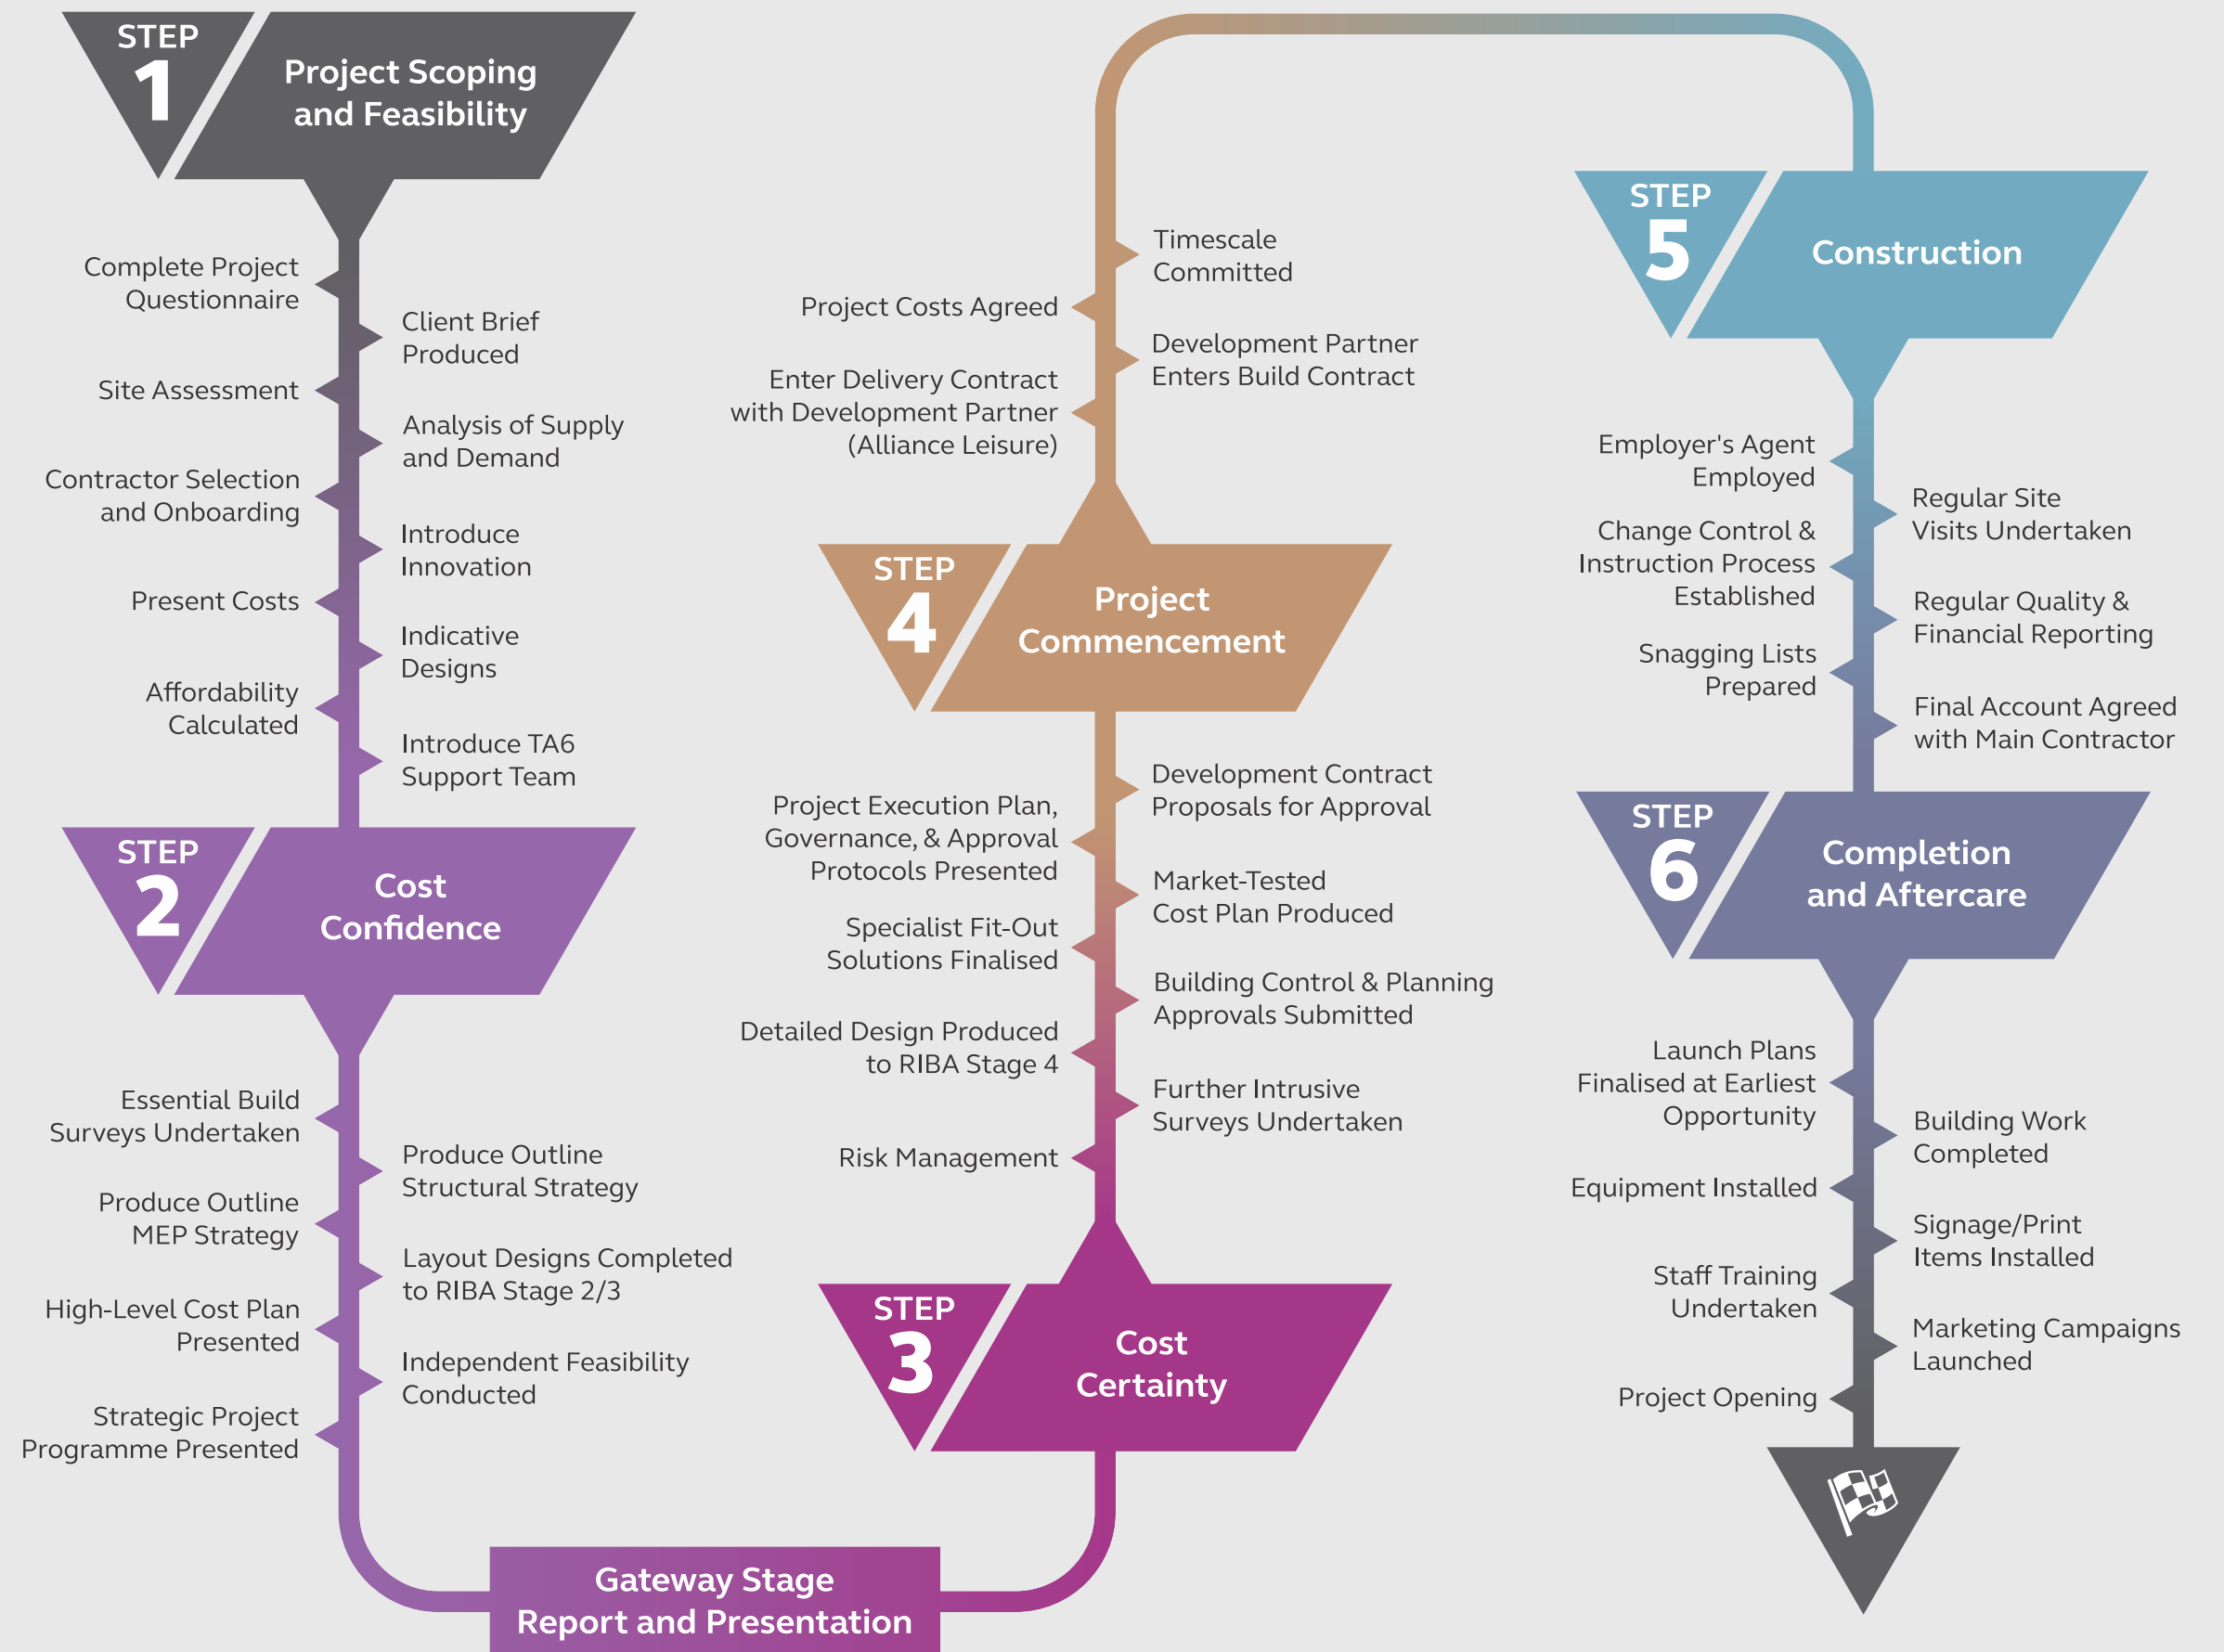 STEP
1
Project Scoping
and Feasibility
Complete Project
Questionnaire
Client Brief
Produced
Site Assessment
Analysis of Supply
and Demand
Contractor Selection
and Onboarding
Introduce
Innovation
Present Costs
Indicative
Designs
Affordability
Calculated
Introduce TA6
Support Team
STEP
2
Cost
Confidence
Essential Build
Surveys Undertaken
Produce Outline
Structural Strategy
Produce Outline
MEP Strategy
Layout Designs Completed
to RIBA Stage 2/3
High-Level Cost Plan
Presented
Independent Feasibility
Conducted
Strategic Project
Programme Presented
Gateway Stage
Report and Presentation
STEP
3
Cost
Certainty
Risk Management
Further Intrusive
Surveys Undertaken
Detailed Design Produced
to RIBA Stage 4
Building Control & Planning
Approvals Submitted
Specialist Fit-Out
Solutions Finalised
Market-Tested
Cost Plan Produced
Project Execution Plan,
Governance, & Approval
Protocols Presented
Development Contract
Proposals for Approval
STEP
4
Project
Commencement
Enter Delivery Contract
with Development Partner
(Alliance Leisure)
Development Partner
Enters Build Contract
Project Costs Agreed
Timescale
Committed
STEP
5
Construction
Employer's Agent
Employed
Regular Site
Visits Undertaken
Change Control &
Instruction Process
Established
Regular Quality &
Financial Reporting
Snagging Lists
Prepared
Final Account Agreed
with Main Contractor
STEP
6
Completion
and Aftercare
Launch Plans
Finalised at Earliest
Opportunity
Building Work
Completed
Equipment Installed
Signage/Print
Items Installed
Staff Training
Undertaken
Marketing Campaigns
Launched
Project Opening